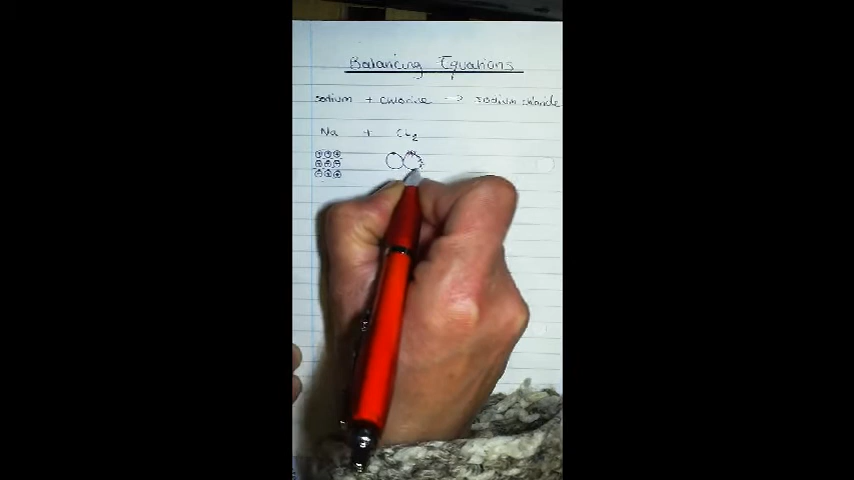 Balancing Equations
sodium + chlorine → sodium chloride
Na + Cl2